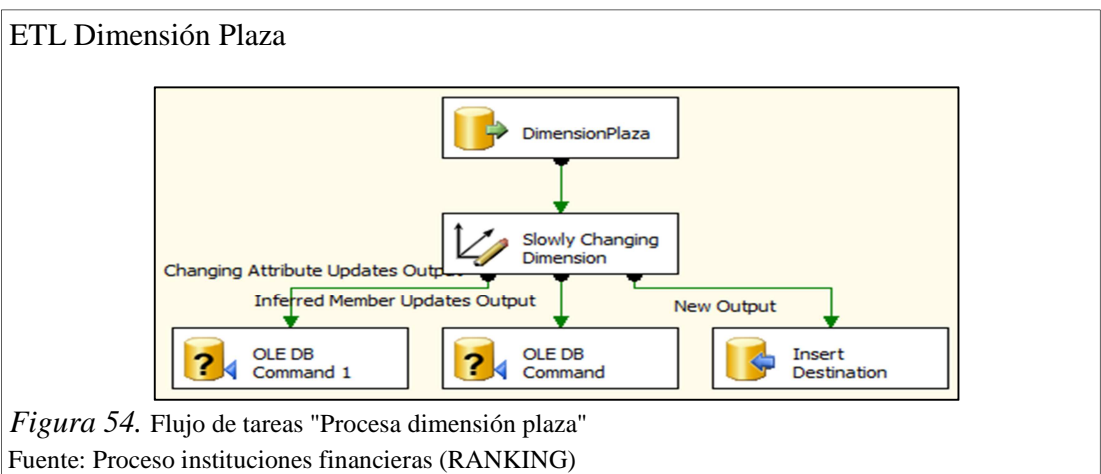 ETL Dimensión Plaza
DimensionPlaza
Slowly Changing
Dimension
Changing Attribute Updates Output
Inferred Member Updates Output
New Output
?
OLE DB
Command 1
?
OLE DB
Command
Insert
Destination
Figura 54. Flujo de tareas "Procesa dimensión plaza"
Fuente: Proceso instituciones financieras (RANKING)